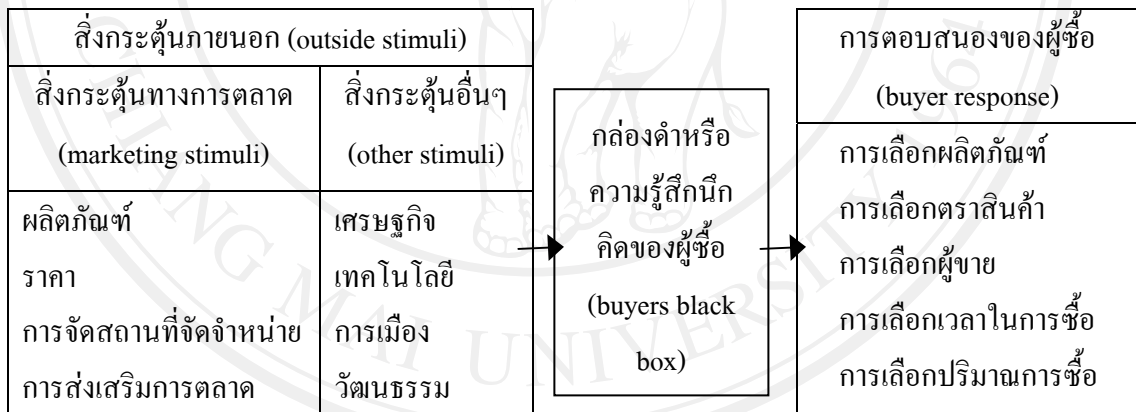 สิ่งกระตุ้นภายนอก (outside stimuli)
สิ่งกระตุ้นทางการตลาด
(marketing stimuli)
สิ่งกระตุ้นอื่นๆ
(other stimuli)
ผลิตภัณฑ์
ราคา
การจัดสถานที่จัดจำหน่าย
การส่งเสริมการตลาด
เศรษฐกิจ
เทคโนโลยี
การเมือง
วัฒนธรรม
กล่องดำหรือ
ความรู้สึกนึก
คิดของผู้ซื้อ
(buyers black
box)
การตอบสนองของผู้ซื้อ
(buyer response)
การเลือกผลิตภัณฑ์
การเลือกตราสินค้า
การเลือกผู้ขาย
การเลือกเวลาในการซื้อ
การเลือกปริมาณการซื้อ
CHIANG MAI UNIVERSITY 1964